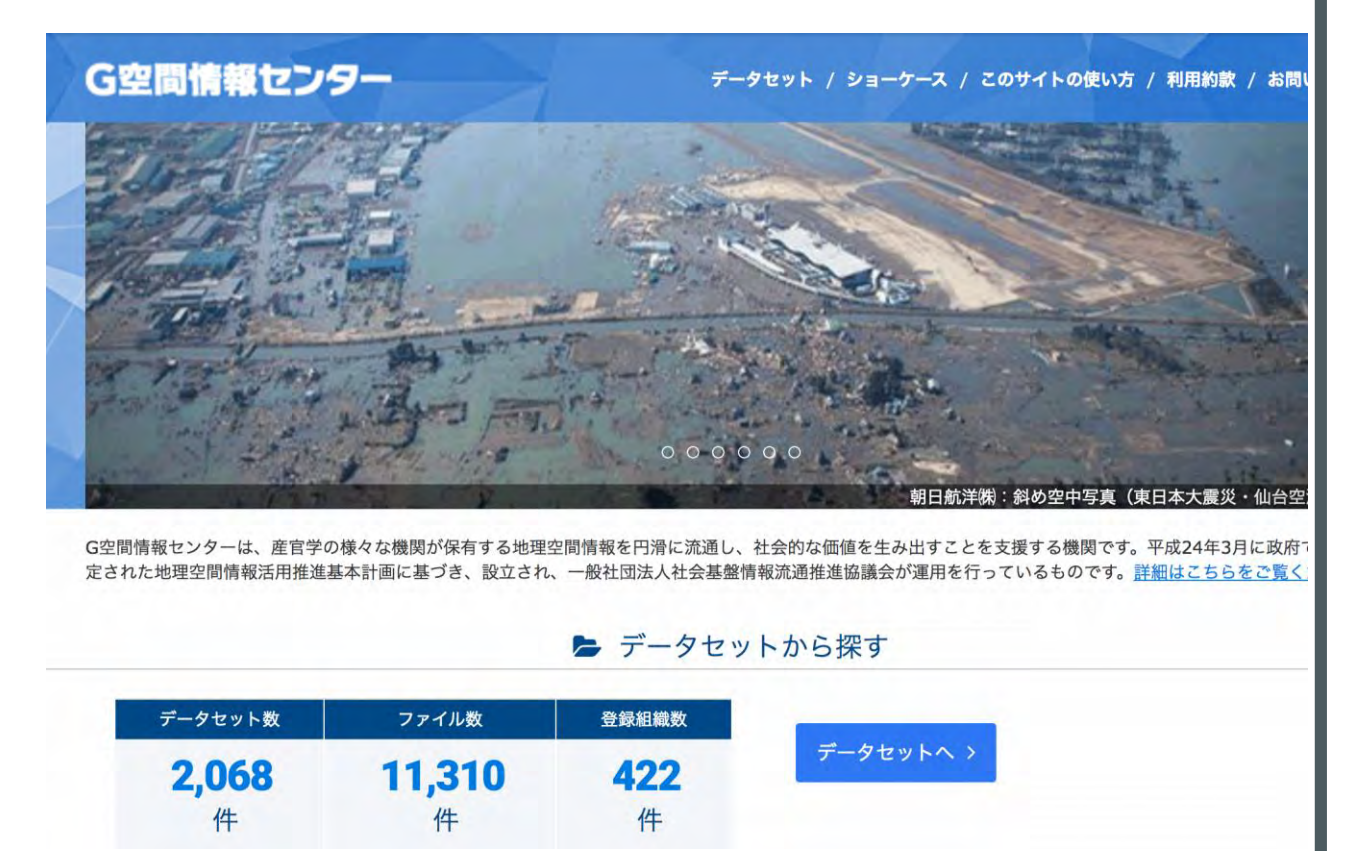 G空間情報センター
データセット / ショーケース / このサイトの使い方 / 利用約款 / お問い
朝日航洋㈱：斜め空中写真（東日本大震災・仙台空
G空間情報センターは、産官学の様々な機関が保有する地理空間情報を円滑に流通し、社会的な価値を生み出すことを支援する機関です。平成24年3月に政府で
定された地理空間情報活用推進基本計画に基づき、設立され、一般社団法人社会基盤情報流通推進協議会が運用を行っているものです。詳細はこちらをご覧く
データセットから探す
データセット数 ファイル数 登録組織数
2,068 11,310 422
件 件 件
データセットへ >